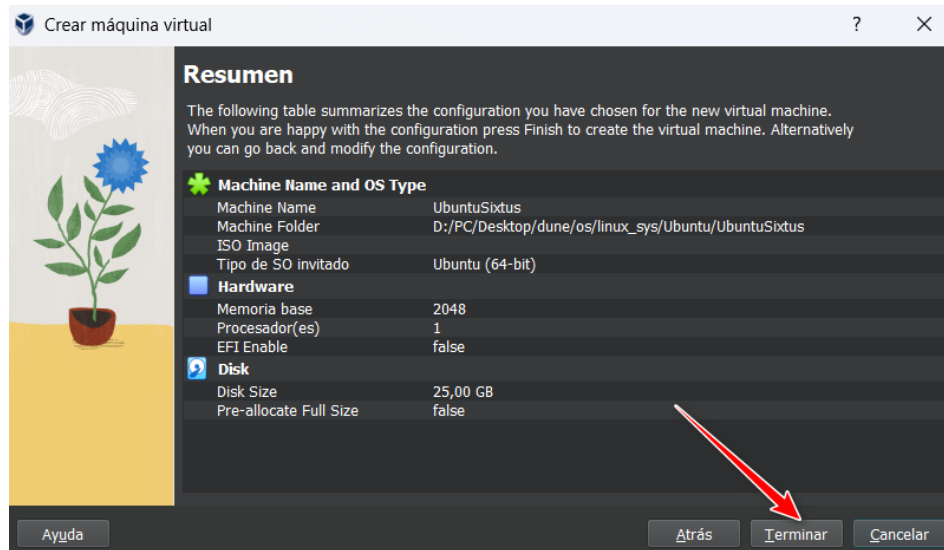 Crear máquina virtual
?
Resumen
The following table summarizes the configuration you have chosen for the new virtual machine.
When you are happy with the configuration press Finish to create the virtual machine. Alternatively
you can go back and modify the configuration.
Machine Name and OS Type
Machine Name UbuntuSixtus
Machine Folder D:/PC/Desktop/dune/os/linux_sys/Ubuntu/UbuntuSixtus
ISO Image
Tipo de SO invitado Ubuntu (64-bit)
Hardware
Memoria base 2048
Procesador(es) 1
EFI Enable false
Disk
Disk Size 25,00 GB
Pre-allocate Full Size false
Ayuda Atrás Terminar Cancelar